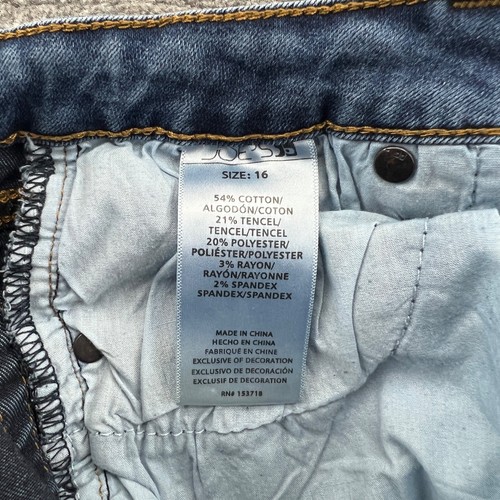 JOE'S
SIZE: 16
54% COTTON/
ALGODÓN/COTON
21% TENCEL/
TENCEL/TENCEL
20% POLYESTER/
POLIÉSTER/POLYESTER
3% RAYON/
RAYÓN/RAYONNE
2% SPANDEX
SPANDEX/SPANDEX
MADE IN CHINA
HECHO EN CHINA
FABRIQUÉ EN CHINE
EXCLUSIVE OF DECORATION
EXCLUSIVO DE DECORACIÓN
EXCLUSIF DE DECORATION
RN# 153718